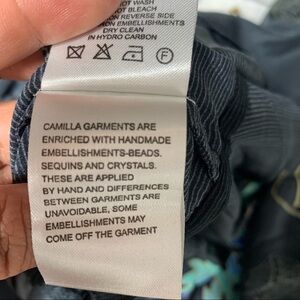 NOT WASH
NOT BLEACH
ON REVERSE SIDE
ON EMBELLISHMENTS
DRY CLEAN
IN HYDRO CARBON
F
CAMILLA GARMENTS ARE
ENRICHED WITH HANDMADE
EMBELLISHMENTS-BEADS.
SEQUINS AND CRYSTALS.
THESE ARE APPLIED
BY HAND AND DIFFERENCES
BETWEEN GARMENTS ARE
UNAVOIDABLE, SOME
EMBELLISHMENTS MAY
COME OFF THE GARMENT